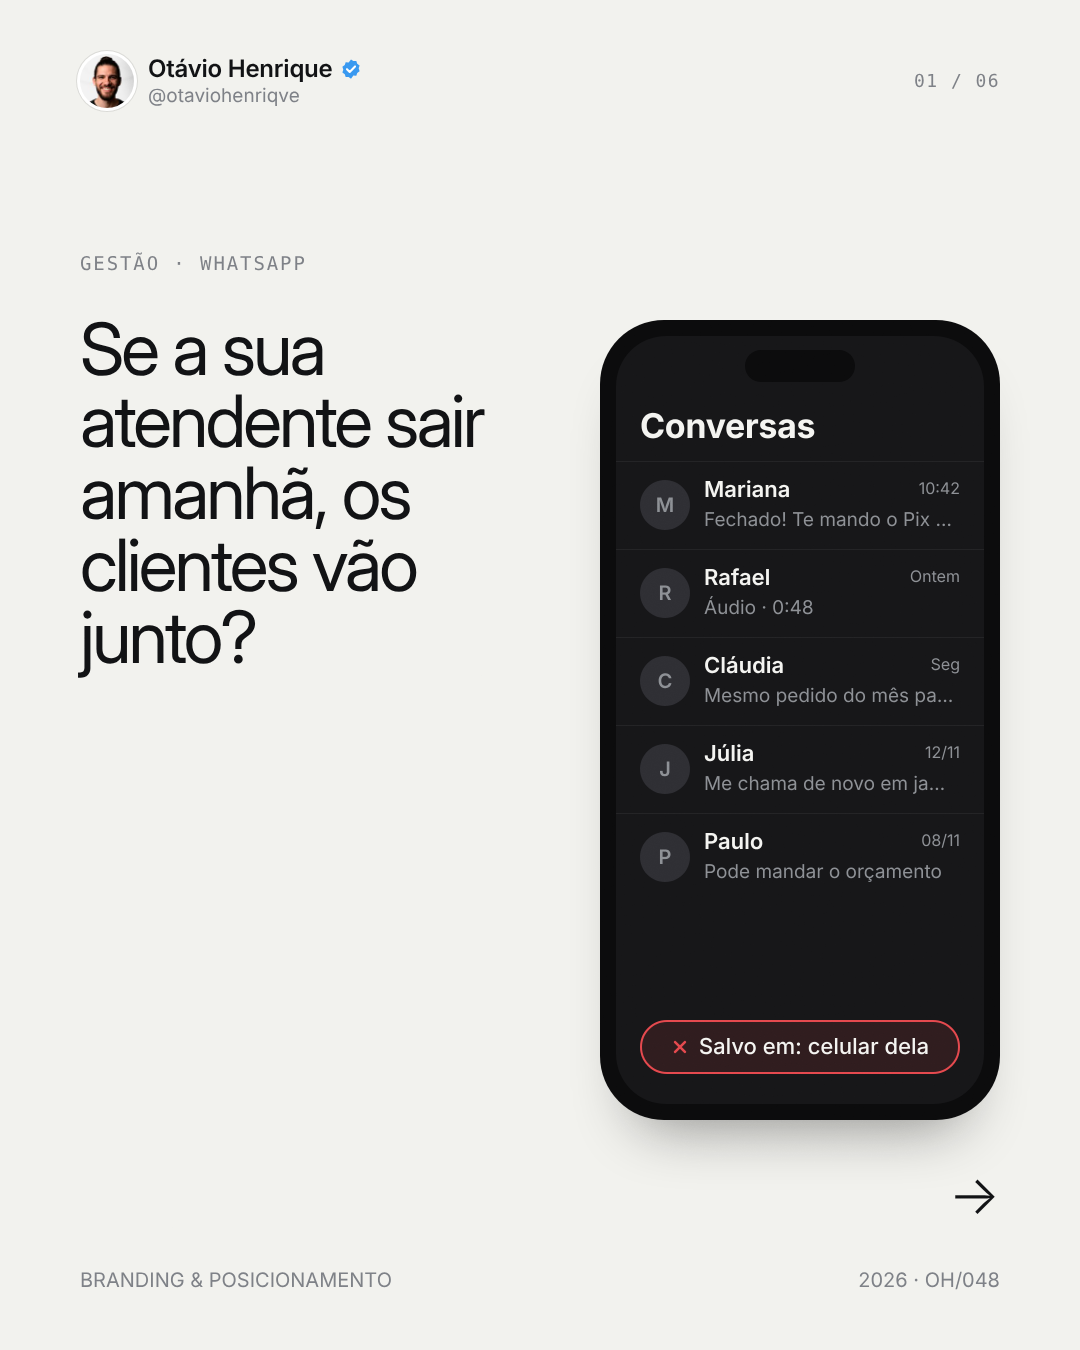 Otávio Henrique
@otaviohenriqve
01 / 06
GESTÃO · WHATSAPP
Se a sua
atendente sair
amanhã, os
clientes vão
junto?
Conversas
M
Mariana
10:42
Fechado! Te mando o Pix ...
R
Rafael
Ontem
Áudio · 0:48
C
Cláudia
Seg
Mesmo pedido do mês pa...
J
Júlia
12/11
Me chama de novo em ja...
P
Paulo
08/11
Pode mandar o orçamento
× Salvo em: celular dela
BRANDING & POSICIONAMENTO
2026 · OH/048